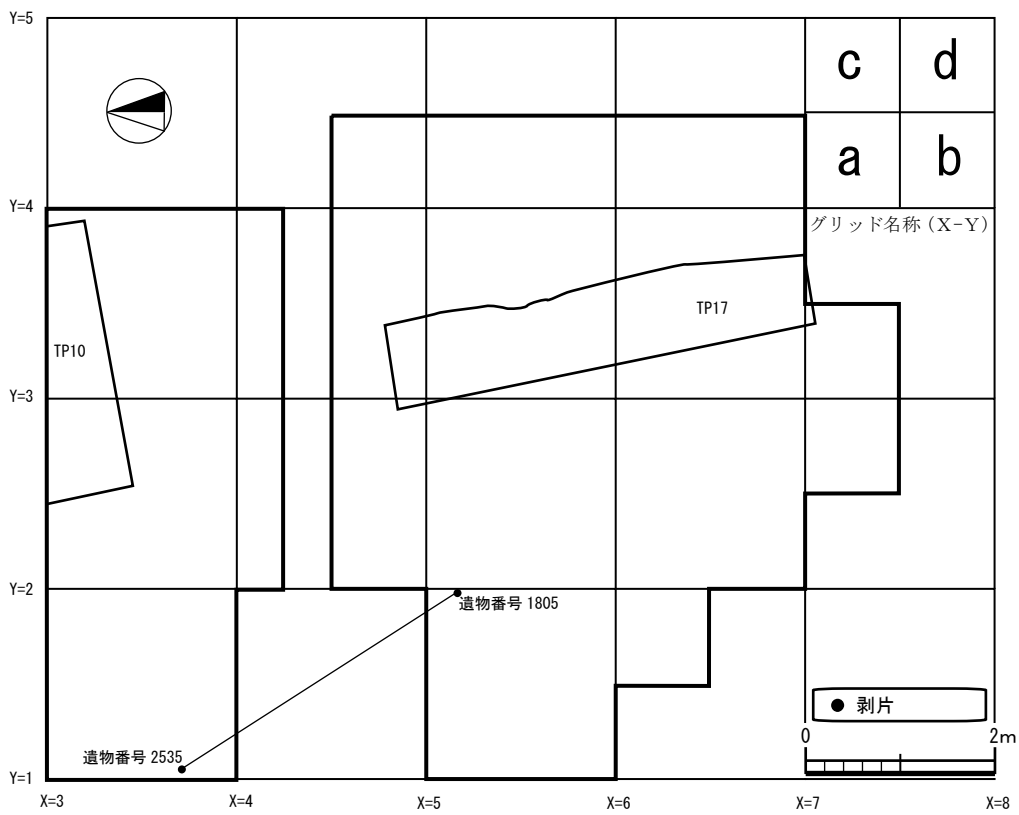 Y=5
c d
a b
Y=4
グリッド名称（X-Y）
TP17
TP10
Y=3
Y=2
遺物番号 1805
剥片
0 2m
遺物番号 2535
Y=1
X=3 X=4 X=5 X=6 X=7 X=8